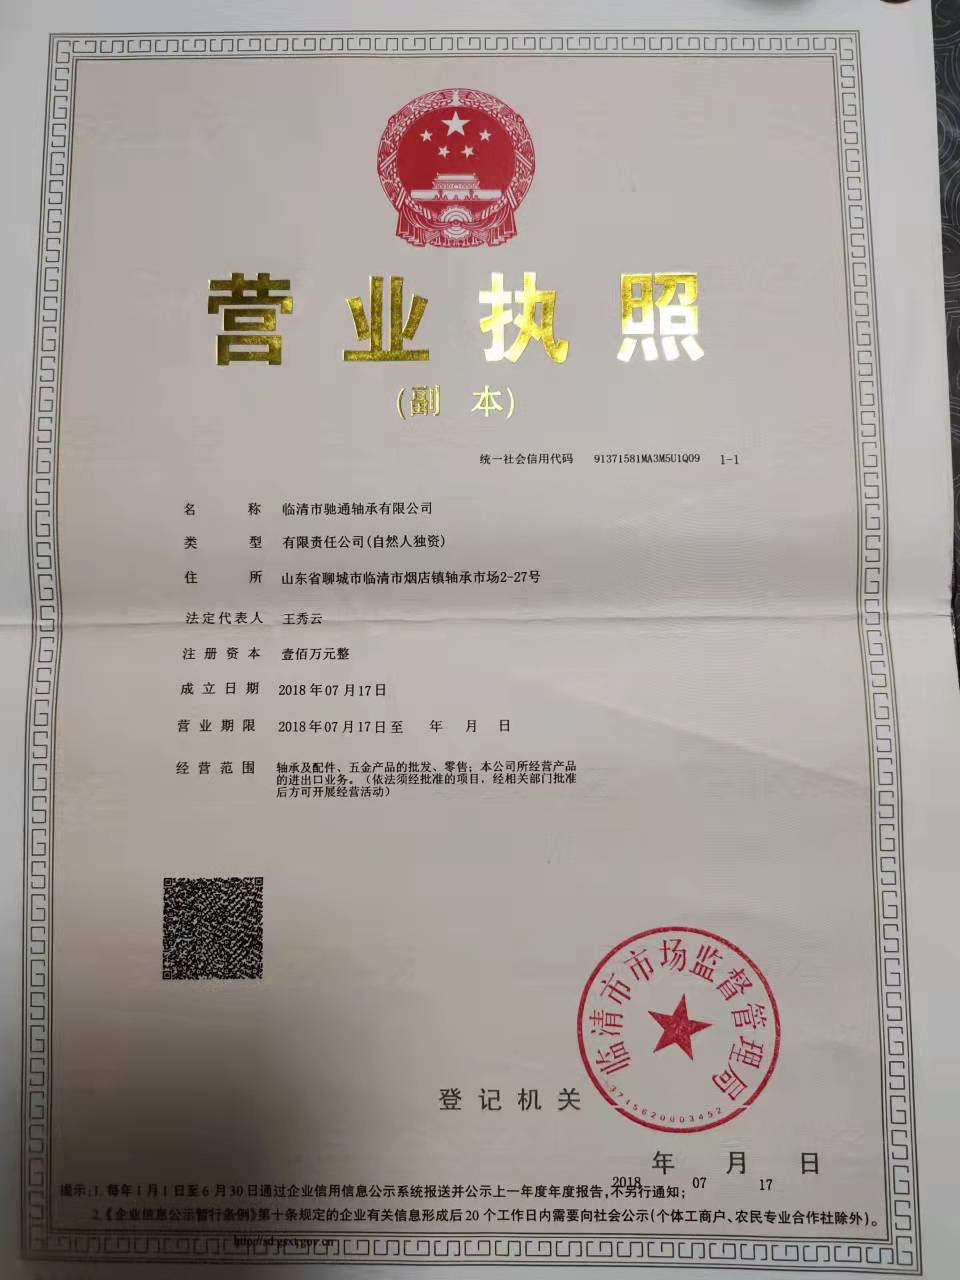 营业执照
(副 本)
统一社会信用代码 91371581MA3M5U1Q09 1-1
名 称 临清市驰通轴承有限公司
类 型 有限责任公司(自然人独资)
住 所 山东省聊城市临清市烟店镇轴承市场2-27号
法定代表人 王秀云
注册资本 壹佰万元整
成立日期 2018年07月17日
营业期限 2018年07月17日至 年 月 日
经营范围 轴承及配件、五金产品的批发、零售；本公司所经营产品
的进出口业务。（依法须经批准的项目，经相关部门批准
后方可开展经营活动）
临清市市场监督管理局
3715820003452
登记机关
年 月 日
2018 07 17
提示：1. 每年1月1日至6月30日通过企业信用信息公示系统报送并公示上一年度年度报告，不另行通知；
2.《企业信息公示暂行条例》第十条规定的企业有关信息形成后20个工作日内需要向社会公示(个体工商户、农民专业合作社除外)。
http://sdgsxt.gov.cn